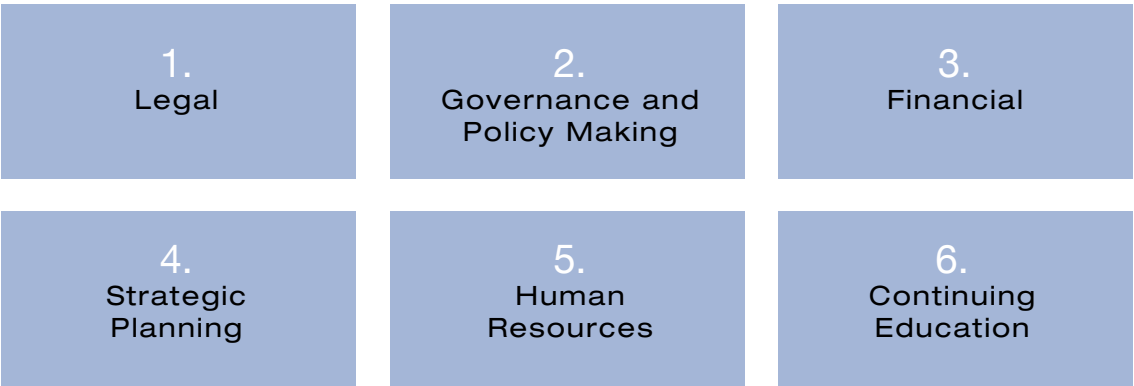 1.
Legal
2.
Governance and
Policy Making
3.
Financial
4.
Strategic
Planning
5.
Human
Resources
6.
Continuing
Education